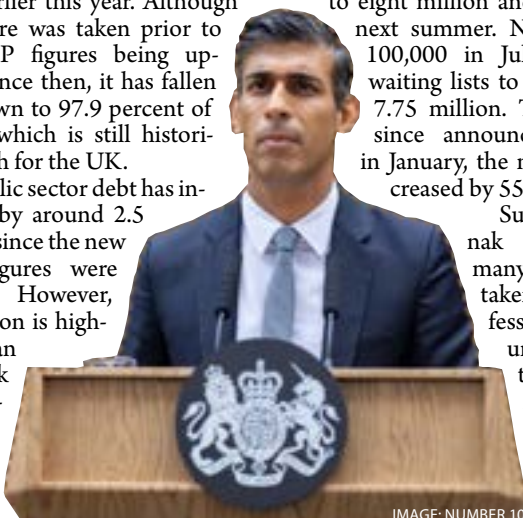 rlier this year. Although
re was taken prior to
P figures being up-
nce then, it has fallen
wn to 97.9 percent of
which is still histori-
h for the UK.
lic sector debt has in-
by around 2.5
since the new
gures were
However,
on is high-
an
k
-
to eight million and
next summer. N
100,000 in Jul
waiting lists to
7.75 million. T
since announc
in January, the
creased by 55
Su
nak
many
taken
fess
un
t
IMAGE: NUMBER 10